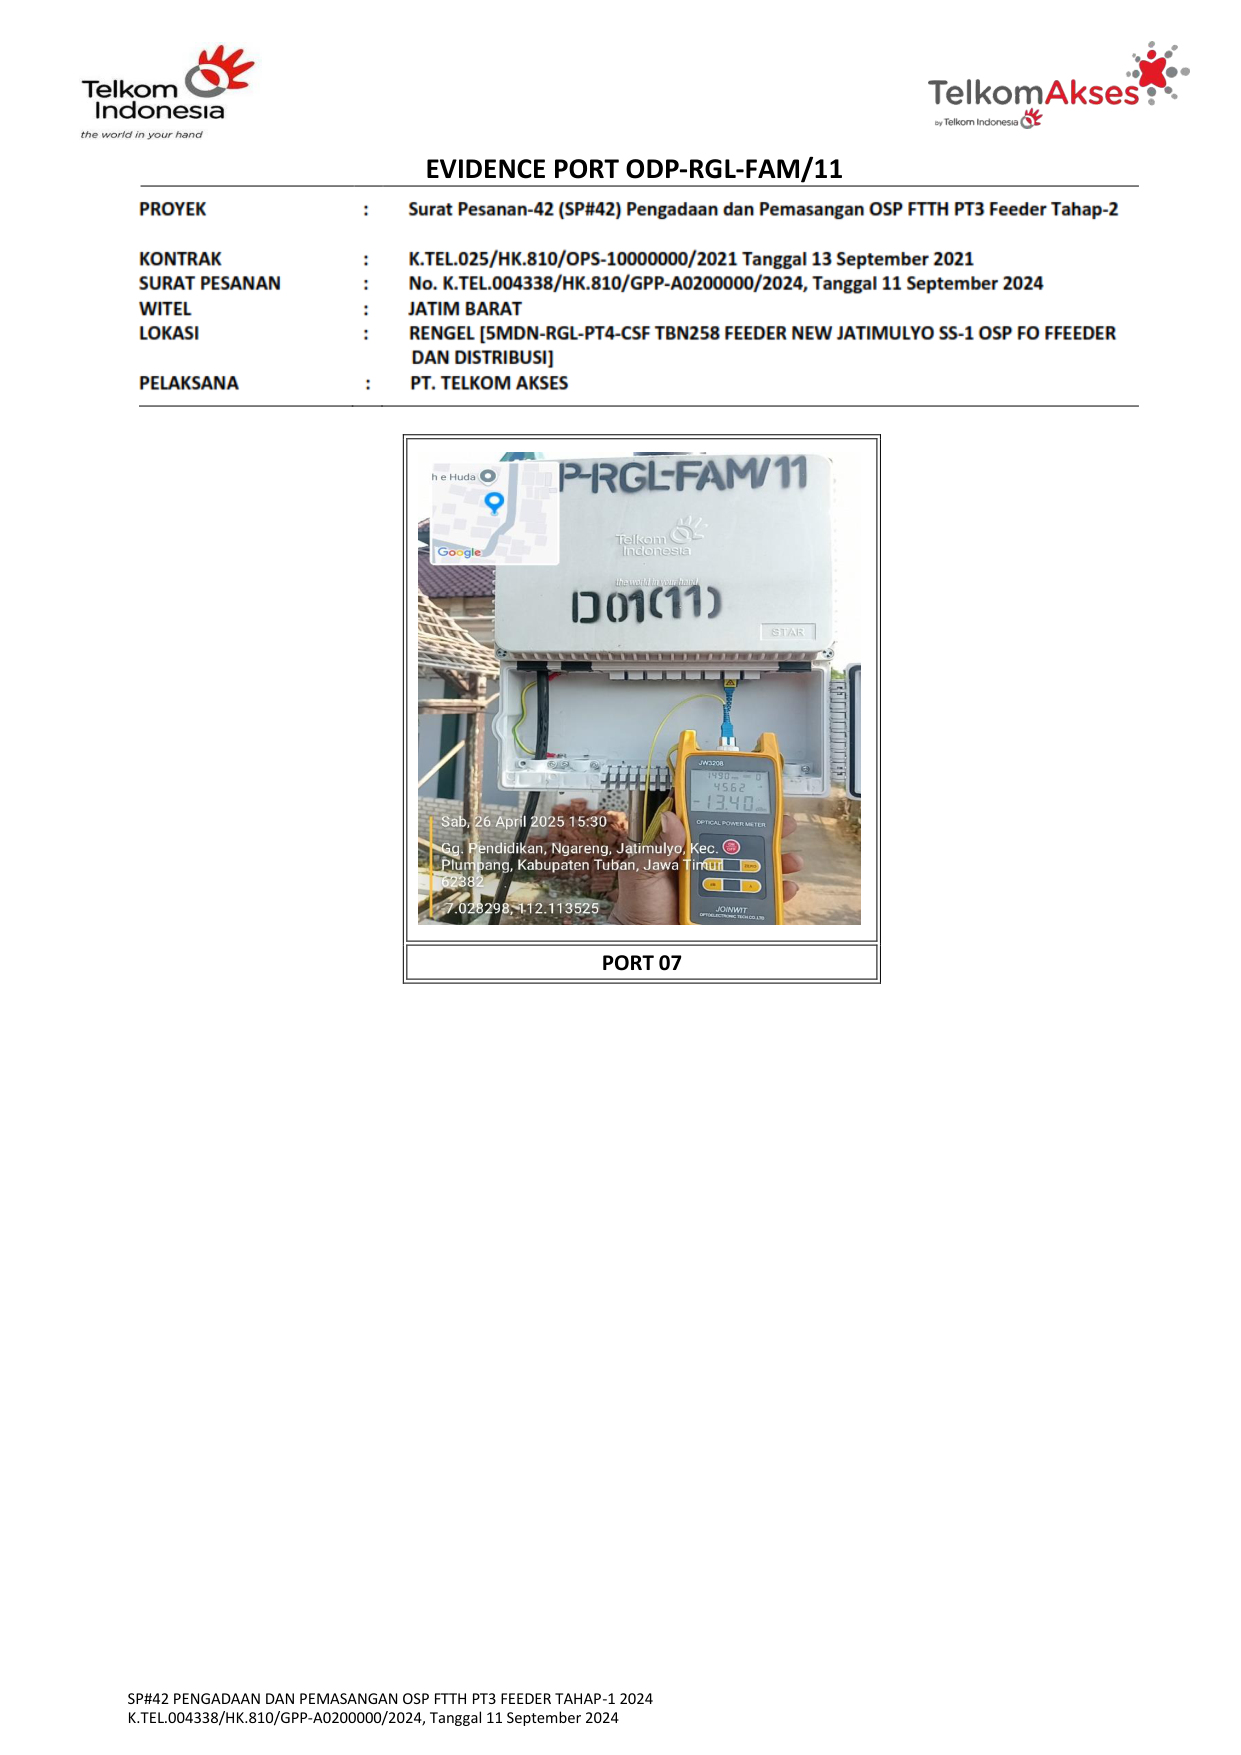 Telkom
Indonesia
the world in your hand
TelkomAkses
by Telkom Indonesia
EVIDENCE PORT ODP-RGL-FAM/11
PROYEK : Surat Pesanan-42 (SP#42) Pengadaan dan Pemasangan OSP FTTH PT3 Feeder Tahap-2
KONTRAK : K.TEL.025/HK.810/OPS-10000000/2021 Tanggal 13 September 2021
SURAT PESANAN : No. K.TEL.004338/HK.810/GPP-A0200000/2024, Tanggal 11 September 2024
WITEL : JATIM BARAT
LOKASI : RENGEL [5MDN-RGL-PT4-CSF TBN258 FEEDER NEW JATIMULYO SS-1 OSP FO FFEEDER
DAN DISTRIBUSI]
PELAKSANA : PT. TELKOM AKSES
h e Huda
Google
P-RGL-FAM/11
Telkom
Indonesia
the world in your hand
D01(11)
STAR
JW3208
1490
45.62
-13.40
OPTICAL POWER METER
JOINWIT
Sab, 26 April 2025 15:30
Gg. Pendidikan, Ngareng, Jatimulyo, Kec.
Plumpang, Kabupaten Tuban, Jawa Timur
62382
-7.028298, 112.113525
PORT 07
SP#42 PENGADAAN DAN PEMASANGAN OSP FTTH PT3 FEEDER TAHAP-1 2024
K.TEL.004338/HK.810/GPP-A0200000/2024, Tanggal 11 September 2024